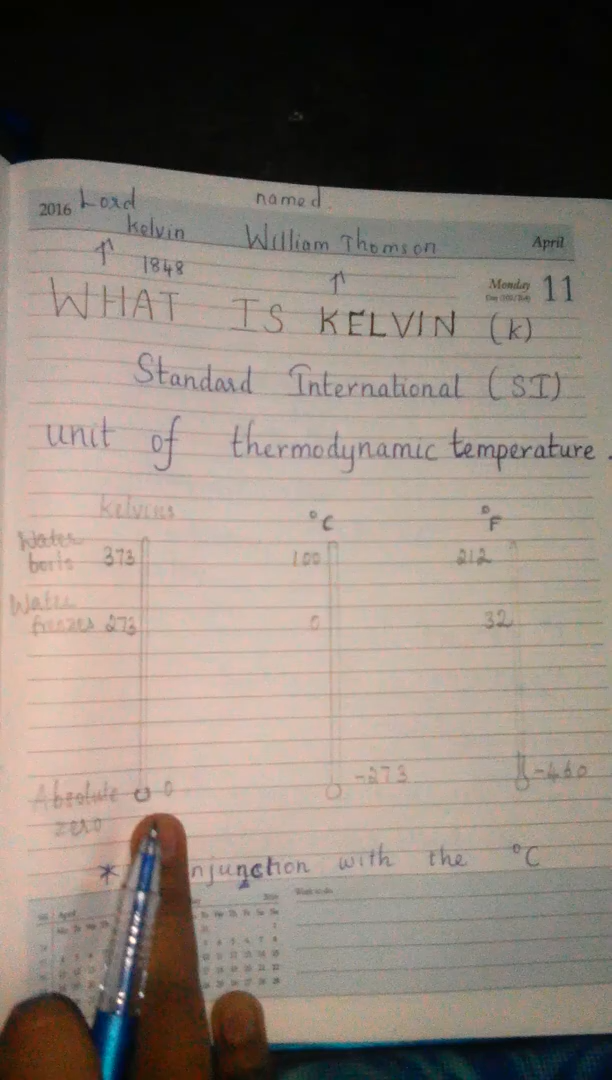 2016 Lord named
kelvin William Thomson April
1848 Monday 11
WHAT IS KELVIN (k)
Standard International (SI)
unit of thermodynamic temperature.
kelvins °C °F
Water
boils 373 100 212
Water
freezes 273 0 32
Absolute 0 -273 -460
zero
* njunction with the °C
April 2016